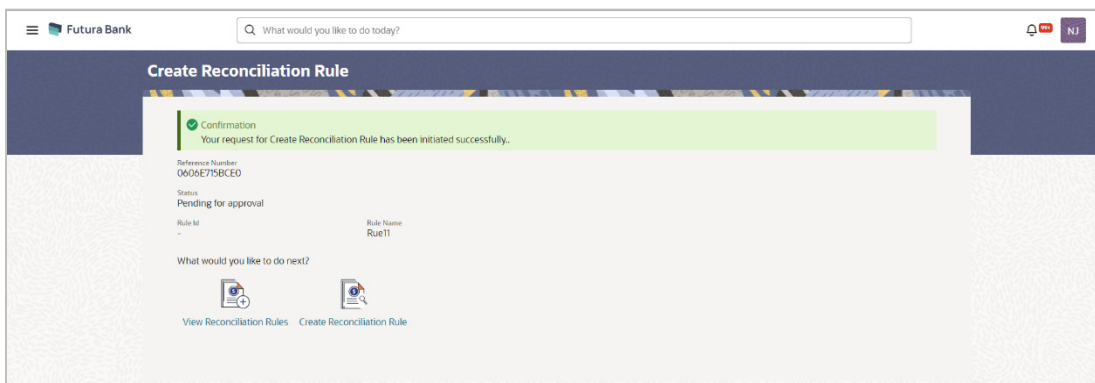 Futura Bank
What would you like to do today?
99+
NJ
Create Reconciliation Rule
Confirmation
Your request for Create Reconciliation Rule has been initiated successfully..
Reference Number
0606E715BCE0
Status
Pending for approval
Rule Id Rule Name
- Rue11
What would you like to do next?
View Reconciliation Rules Create Reconciliation Rule